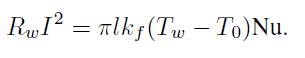 R_w I^2 = πlk_f(T_w − T_0)Nu.